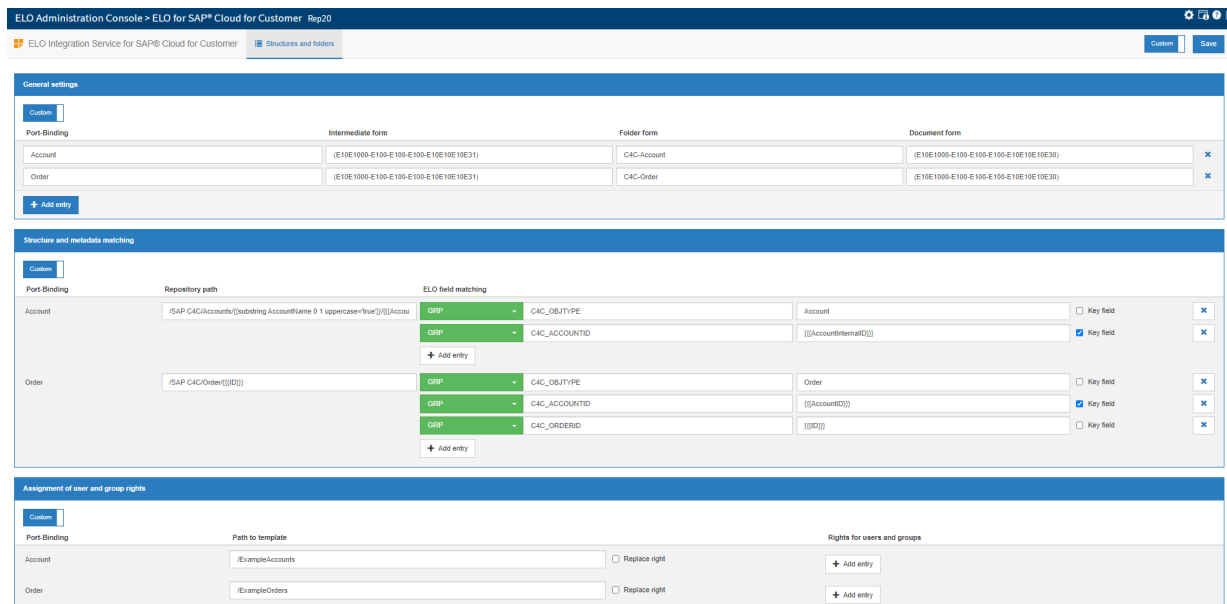 ELO Administration Console > ELO for SAP® Cloud for Customer Rep20
ELO Integration Service for SAP® Cloud for Customer Structures and folders Custom Save
General settings
Custom
Port-Binding Intermediate form Folder form Document form
Account (E10E1000-E100-E100-E100-E10E10E10E31) C4C-Account (E10E1000-E100-E100-E100-E10E10E10E30)
Order (E10E1000-E100-E100-E100-E10E10E10E31) C4C-Order (E10E1000-E100-E100-E100-E10E10E10E30)
+ Add entry
Structure and metadata matching
Custom
Port-Binding Repository path ELO field matching
Account /SAP C4C/Accounts/{{substring AccountName 0 1 uppercase='true'}}/{{{Accou GRP C4C_OBJTYPE Account Key field
GRP C4C_ACCOUNTID {{{AccountInternalID}}} Key field
+ Add entry
Order /SAP C4C/Order/{{{ID}}} GRP C4C_OBJTYPE Order Key field
GRP C4C_ACCOUNTID {{{AccountID}}} Key field
GRP C4C_ORDERID {{{ID}}} Key field
+ Add entry
Assignment of user and group rights
Custom
Port-Binding Path to template Rights for users and groups
Account /ExampleAccounts Replace right + Add entry
Order /ExampleOrders Replace right + Add entry